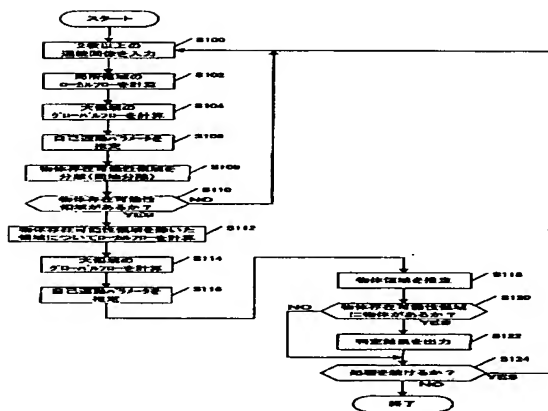 スタート
2枚以上の
連続画像を入力
S100
局所領域の
ローカルフローを計算
S102
大領域の
グローバルフローを計算
S104
自己運動パラメータを
推定
S106
物体存在可能性領域を
分離(図地分離)
S108
物体存在可能性
領域があるか?
S110
NO
YES
物体存在可能性領域を除いた
領域についてローカルフローを計算
S112
大領域の
グローバルフローを計算
S114
自己運動パラメータを
推定
S116
物体領域を推定
S118
物体存在可能性領域
に物体があるか?
S120
NO
YES
判定結果を出力
S122
処理を続けるか?
S124
YES
NO
終了